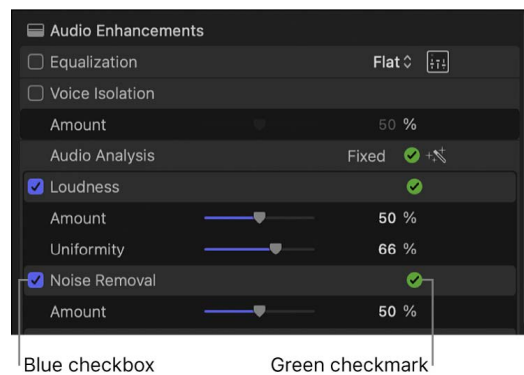 Audio Enhancements
Equalization Flat
Voice Isolation
Amount 50 %
Audio Analysis Fixed
Loudness
Amount 50 %
Uniformity 66 %
Noise Removal
Amount 50 %
Blue checkbox Green checkmark